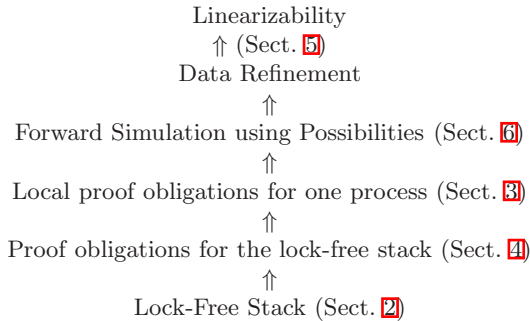 Linearizability
⇑ (Sect. 5)
Data Refinement
⇑
Forward Simulation using Possibilities (Sect. 6)
⇑
Local proof obligations for one process (Sect. 3)
⇑
Proof obligations for the lock-free stack (Sect. 4)
⇑
Lock-Free Stack (Sect. 2)